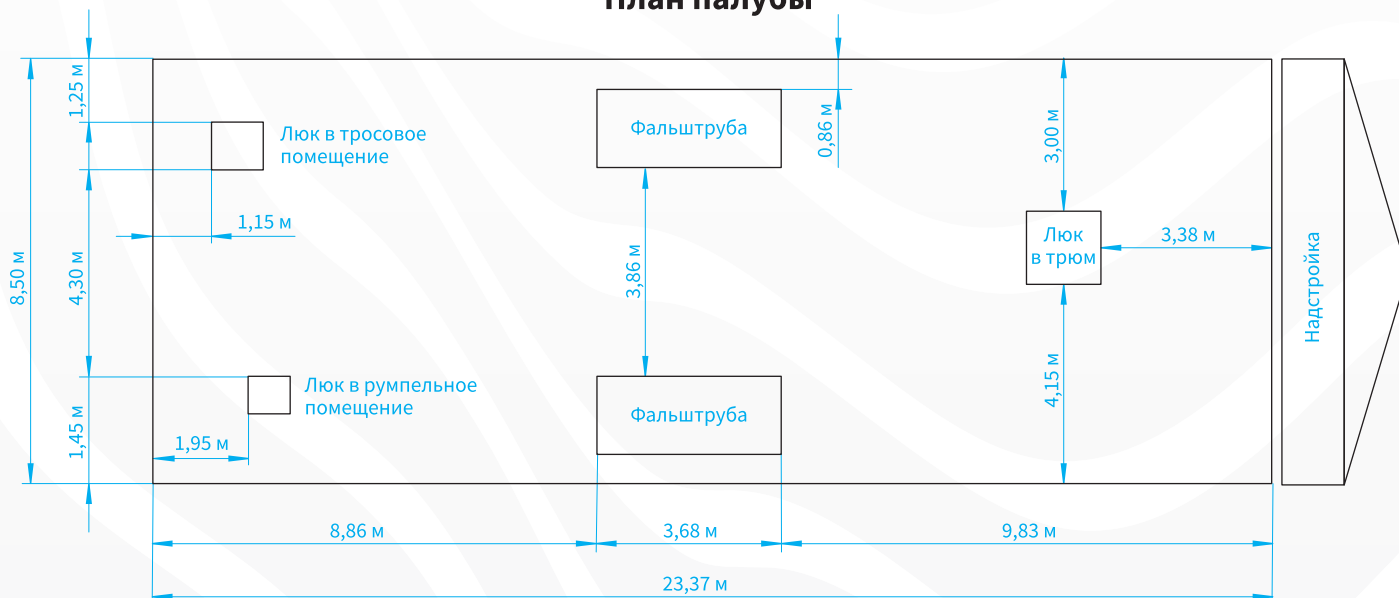 План палубы
1,25 м
Люк в тросовое
помещение
Фальштруба
0,86 м
3,00 м
1,15 м
8,50 м
4,30 м
3,86 м
Люк
в трюм
3,38 м
Надстройка
Люк в румпельное
помещение
1,45 м
1,95 м
Фальштруба
4,15 м
8,86 м
3,68 м
9,83 м
23,37 м